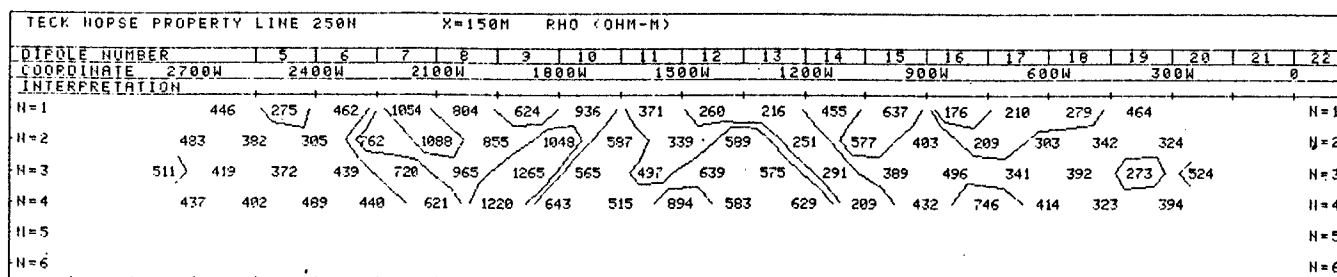 TECK HORSE PROPERTY LINE 250N X=150M RHO (OHM-M)
DIPOLE NUMBER 5 6 7 8 9 10 11 12 13 14 15 16 17 18 19 20 21 22
COORDINATE 2700W 2400W 2100W 1800W 1500W 1200W 900W 600W 300W 0
INTERPRETATION
N=1 446 275 462 1054 804 624 936 371 260 216 455 637 176 210 279 464 N=1
N=2 483 382 305 762 1088 855 1048 587 339 589 251 577 403 209 303 342 324 N=2
N=3 511 419 372 439 720 965 1265 565 497 639 575 291 389 496 341 392 273 524 N=3
N=4 437 402 489 440 621 1220 643 515 894 583 629 209 432 746 414 323 394 N=4
N=5 N=5
N=6 N=6